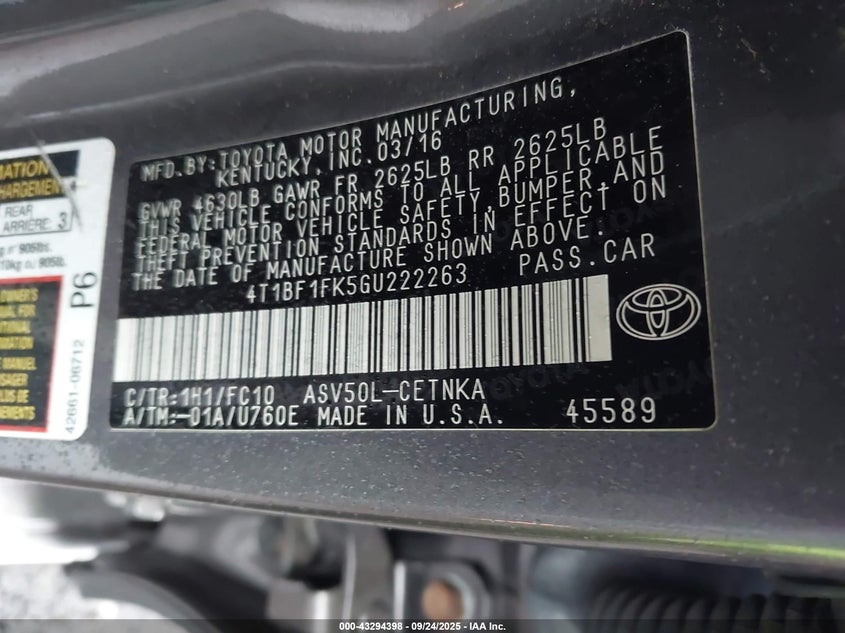 MFD. BY: TOYOTA MOTOR MANUFACTURING,
KENTUCKY, INC. 03/16
GVWR 4630LB GAWR FR 2625LB RR 2625LB
THIS VEHICLE CONFORMS TO ALL APPLICABLE
FEDERAL MOTOR VEHICLE SAFETY, BUMPER, AND
THEFT PREVENTION STANDARDS IN EFFECT ON
THE DATE OF MANUFACTURE SHOWN ABOVE.
4T1BF1FK5GU222263 PASS. CAR
C/TR: 1H1/FC10 ASV50L-CETNKA
A/TM: -01A/U760E MADE IN U.S.A. 45589
REAR
ARRIÈRE: 3
P6
42661-06712
000-43294398 - 09/24/2025 - IAA Inc.